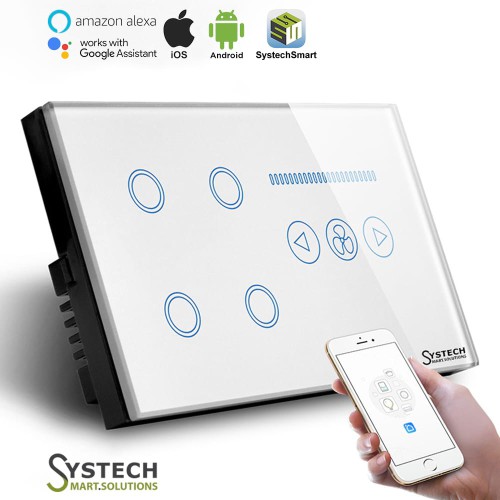 amazon alexa
works with
Google Assistant
iOS
Android
SystechSmart
SYSTECH
SMART.SOLUTIONS
SYSTECH
SMART.SOLUTIONS